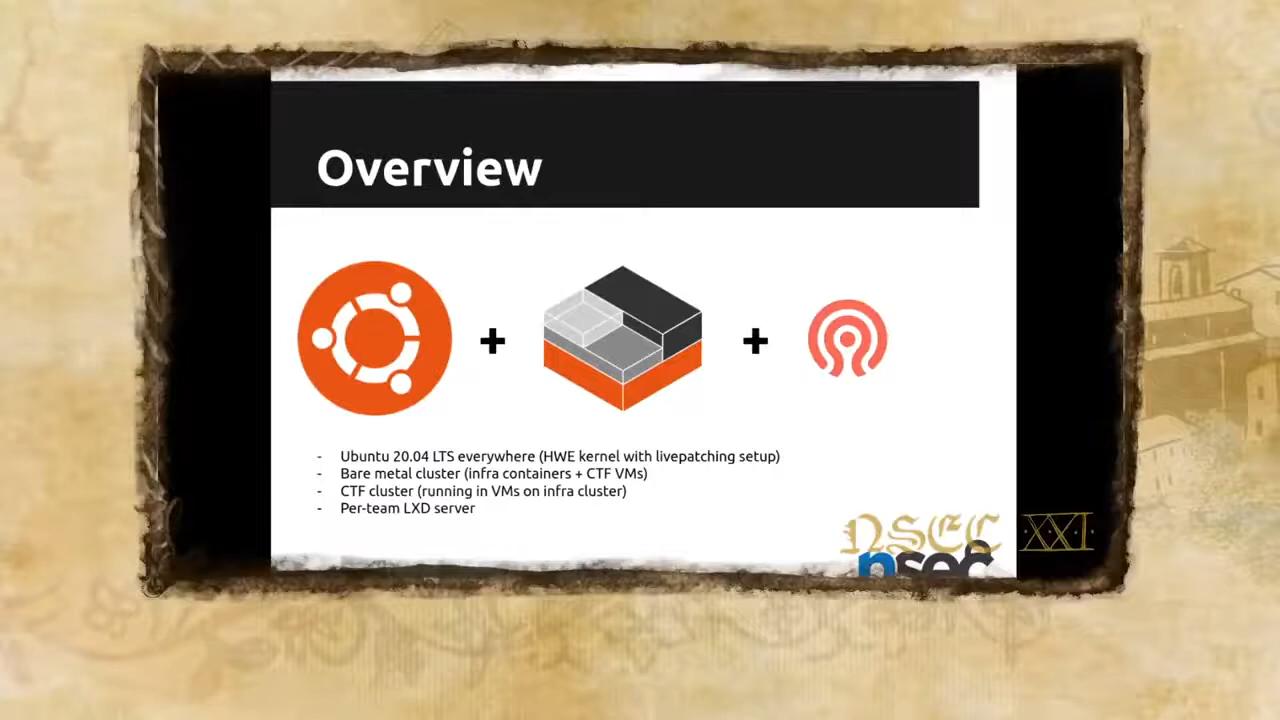 Overview
+
+
- Ubuntu 20.04 LTS everywhere (HWE kernel with livepatching setup)
- Bare metal cluster (infra containers + CTF VMs)
- CTF cluster (running in VMs on infra cluster)
- Per-team LXD server
NSEC ·XXI·
nsec